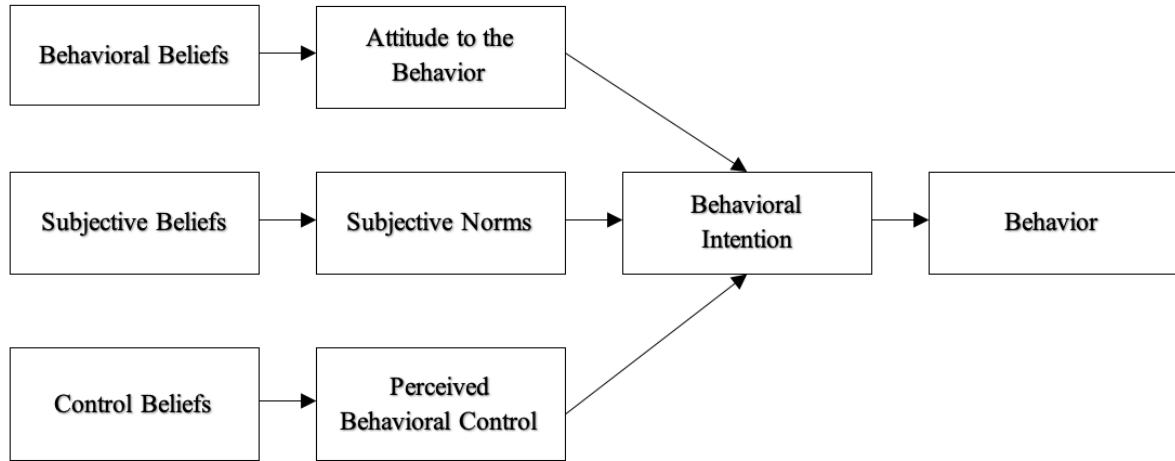 Behavioral Beliefs
Attitude to the
Behavior
Subjective Beliefs
Subjective Norms
Behavioral
Intention
Behavior
Control Beliefs
Perceived
Behavioral Control